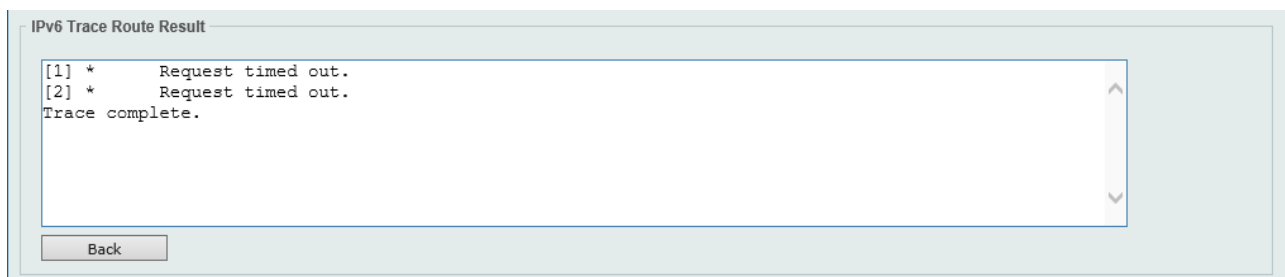 IPv6 Trace Route Result
[1] * Request timed out.
[2] * Request timed out.
Trace complete.
Back